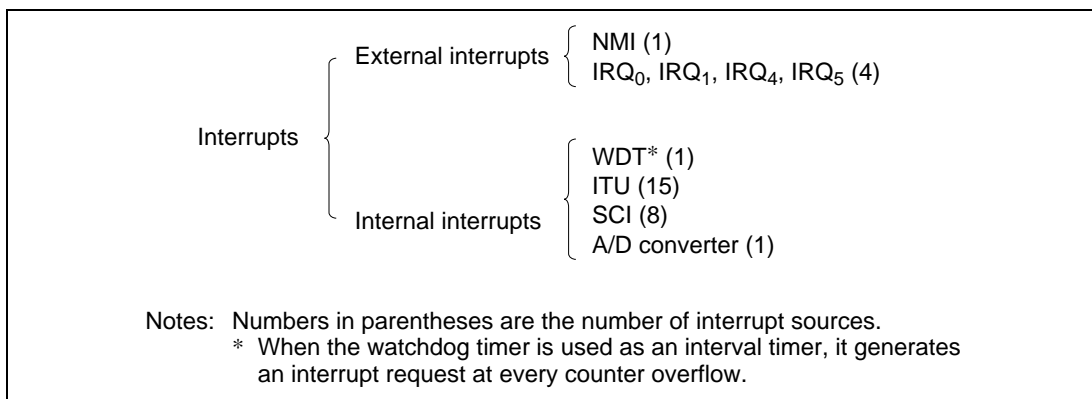 External interrupts
NMI (1)
IRQ₀, IRQ₁, IRQ₄, IRQ₅ (4)
Interrupts
Internal interrupts
WDT* (1)
ITU (15)
SCI (8)
A/D converter (1)
Notes: Numbers in parentheses are the number of interrupt sources.
* When the watchdog timer is used as an interval timer, it generates
an interrupt request at every counter overflow.